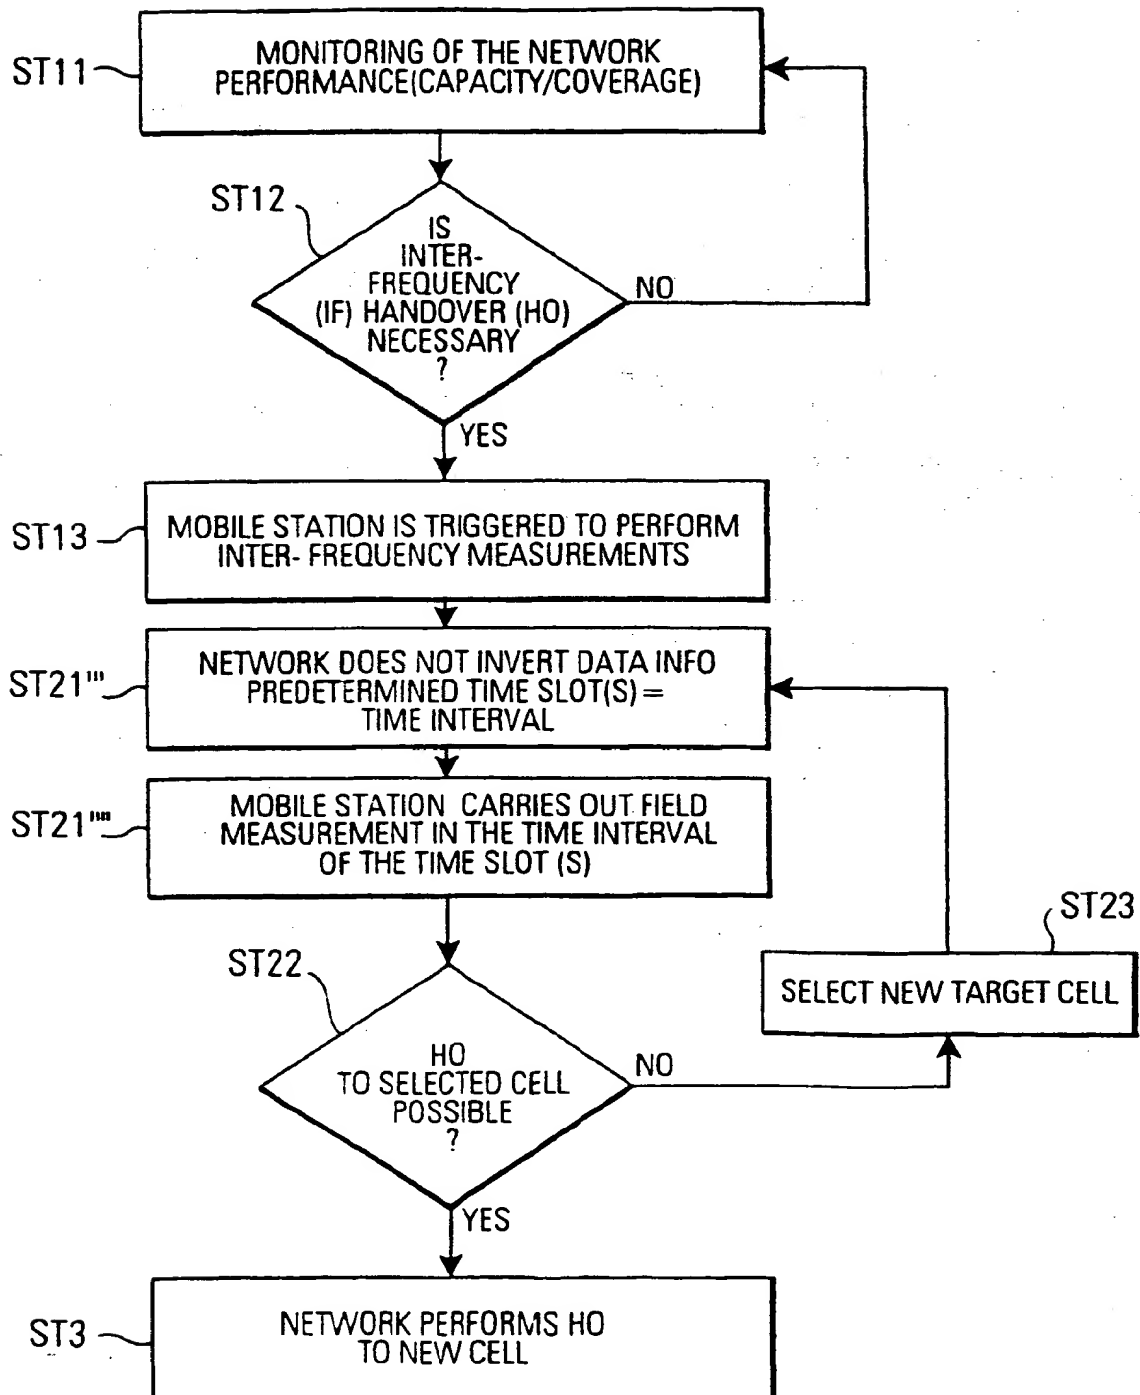 ST11
MONITORING OF THE NETWORK
PERFORMANCE(CAPACITY/COVERAGE)
ST12
IS
INTER-
FREQUENCY
(IF) HANDOVER (HO)
NECESSARY
?
NO
YES
ST13
MOBILE STATION IS TRIGGERED TO PERFORM
INTER- FREQUENCY MEASUREMENTS
ST21'''
NETWORK DOES NOT INVERT DATA INFO
PREDETERMINED TIME SLOT(S) =
TIME INTERVAL
ST21''''
MOBILE STATION CARRIES OUT FIELD
MEASUREMENT IN THE TIME INTERVAL
OF THE TIME SLOT (S)
ST23
SELECT NEW TARGET CELL
ST22
HO
TO SELECTED CELL
POSSIBLE
?
NO
YES
ST3
NETWORK PERFORMS HO
TO NEW CELL